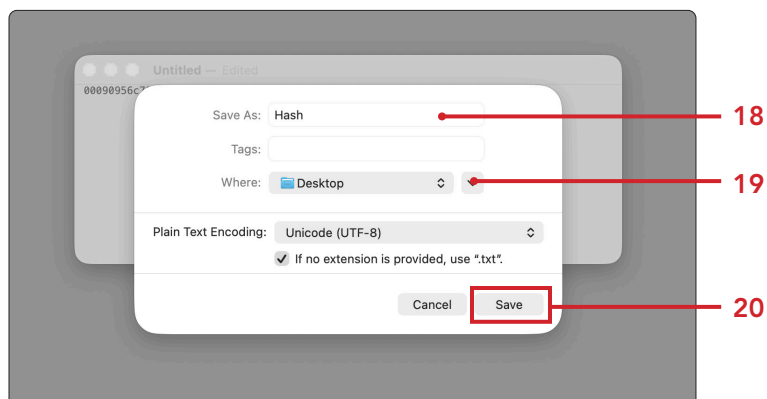 Untitled — Edited
00090956c7
Save As: Hash
18
Tags:
Where: Desktop
19
Plain Text Encoding: Unicode (UTF-8)
If no extension is provided, use “.txt”.
Cancel Save
20